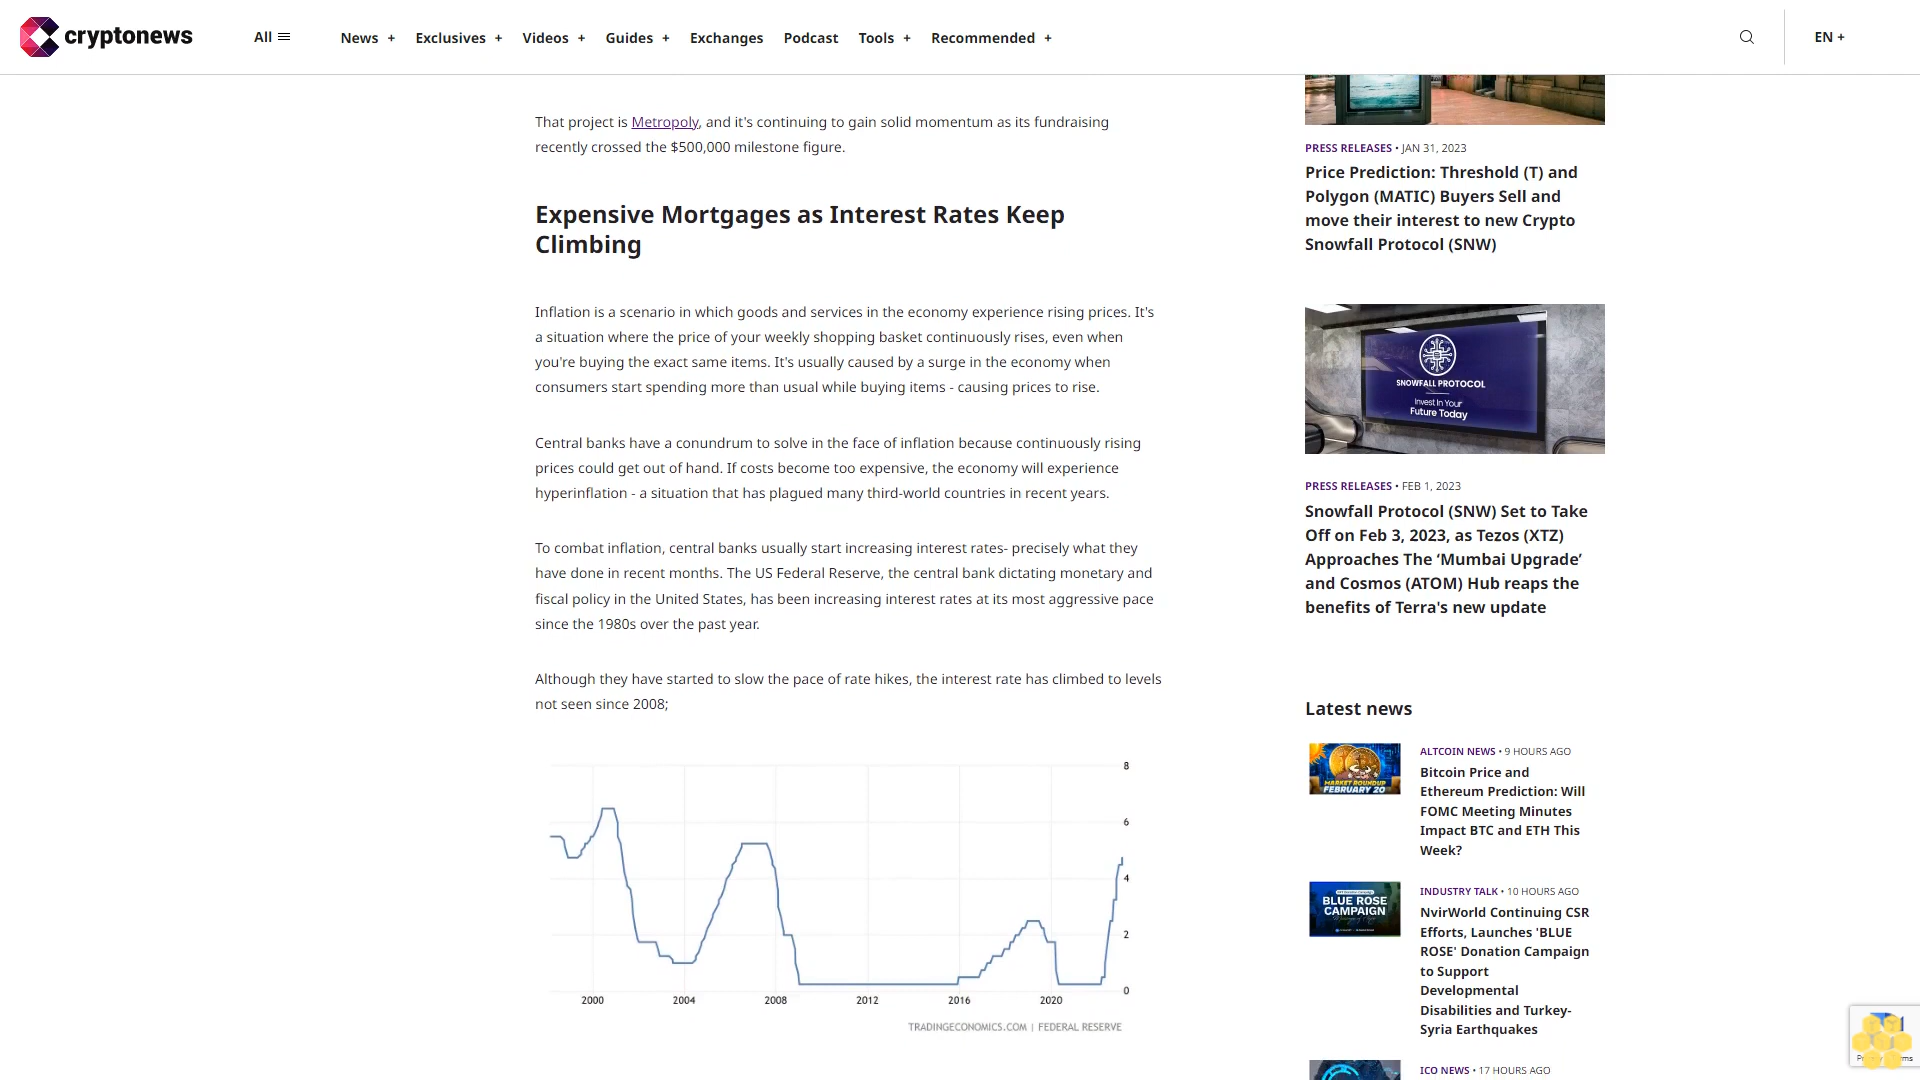 cryptonews
All
News +
Exclusives +
Videos +
Guides +
Exchanges
Podcast
Tools +
Recommended +
EN +
That project is Metropoly, and it's continuing to gain solid momentum as its fundraising
recently crossed the $500,000 milestone figure.
Expensive Mortgages as Interest Rates Keep
Climbing
Inflation is a scenario in which goods and services in the economy experience rising prices. It's
a situation where the price of your weekly shopping basket continuously rises, even when
you're buying the exact same items. It's usually caused by a surge in the economy when
consumers start spending more than usual while buying items - causing prices to rise.
Central banks have a conundrum to solve in the face of inflation because continuously rising
prices could get out of hand. If costs become too expensive, the economy will experience
hyperinflation - a situation that has plagued many third-world countries in recent years.
To combat inflation, central banks usually start increasing interest rates- precisely what they
have done in recent months. The US Federal Reserve, the central bank dictating monetary and
fiscal policy in the United States, has been increasing interest rates at its most aggressive pace
since the 1980s over the past year.
Although they have started to slow the pace of rate hikes, the interest rate has climbed to levels
not seen since 2008;
8
6
4
2
0
2000
2004
2008
2012
2016
2020
TRADINGECONOMICS.COM | FEDERAL RESERVE
PRESS RELEASES • JAN 31, 2023
Price Prediction: Threshold (T) and
Polygon (MATIC) Buyers Sell and
move their interest to new Crypto
Snowfall Protocol (SNW)
SNOWFALL PROTOCOL
Invest in Your
Future Today
PRESS RELEASES • FEB 1, 2023
Snowfall Protocol (SNW) Set to Take
Off on Feb 3, 2023, as Tezos (XTZ)
Approaches The ‘Mumbai Upgrade’
and Cosmos (ATOM) Hub reaps the
benefits of Terra's new update
Latest news
MARKET ROUNDUP
FEBRUARY 20
ALTCOIN NEWS • 9 HOURS AGO
Bitcoin Price and
Ethereum Prediction: Will
FOMC Meeting Minutes
Impact BTC and ETH This
Week?
BLUE ROSE
CAMPAIGN
INDUSTRY TALK • 10 HOURS AGO
NvirWorld Continuing CSR
Efforts, Launches 'BLUE
ROSE' Donation Campaign
to Support
Developmental
Disabilities and Turkey-
Syria Earthquakes
ICO NEWS • 17 HOURS AGO